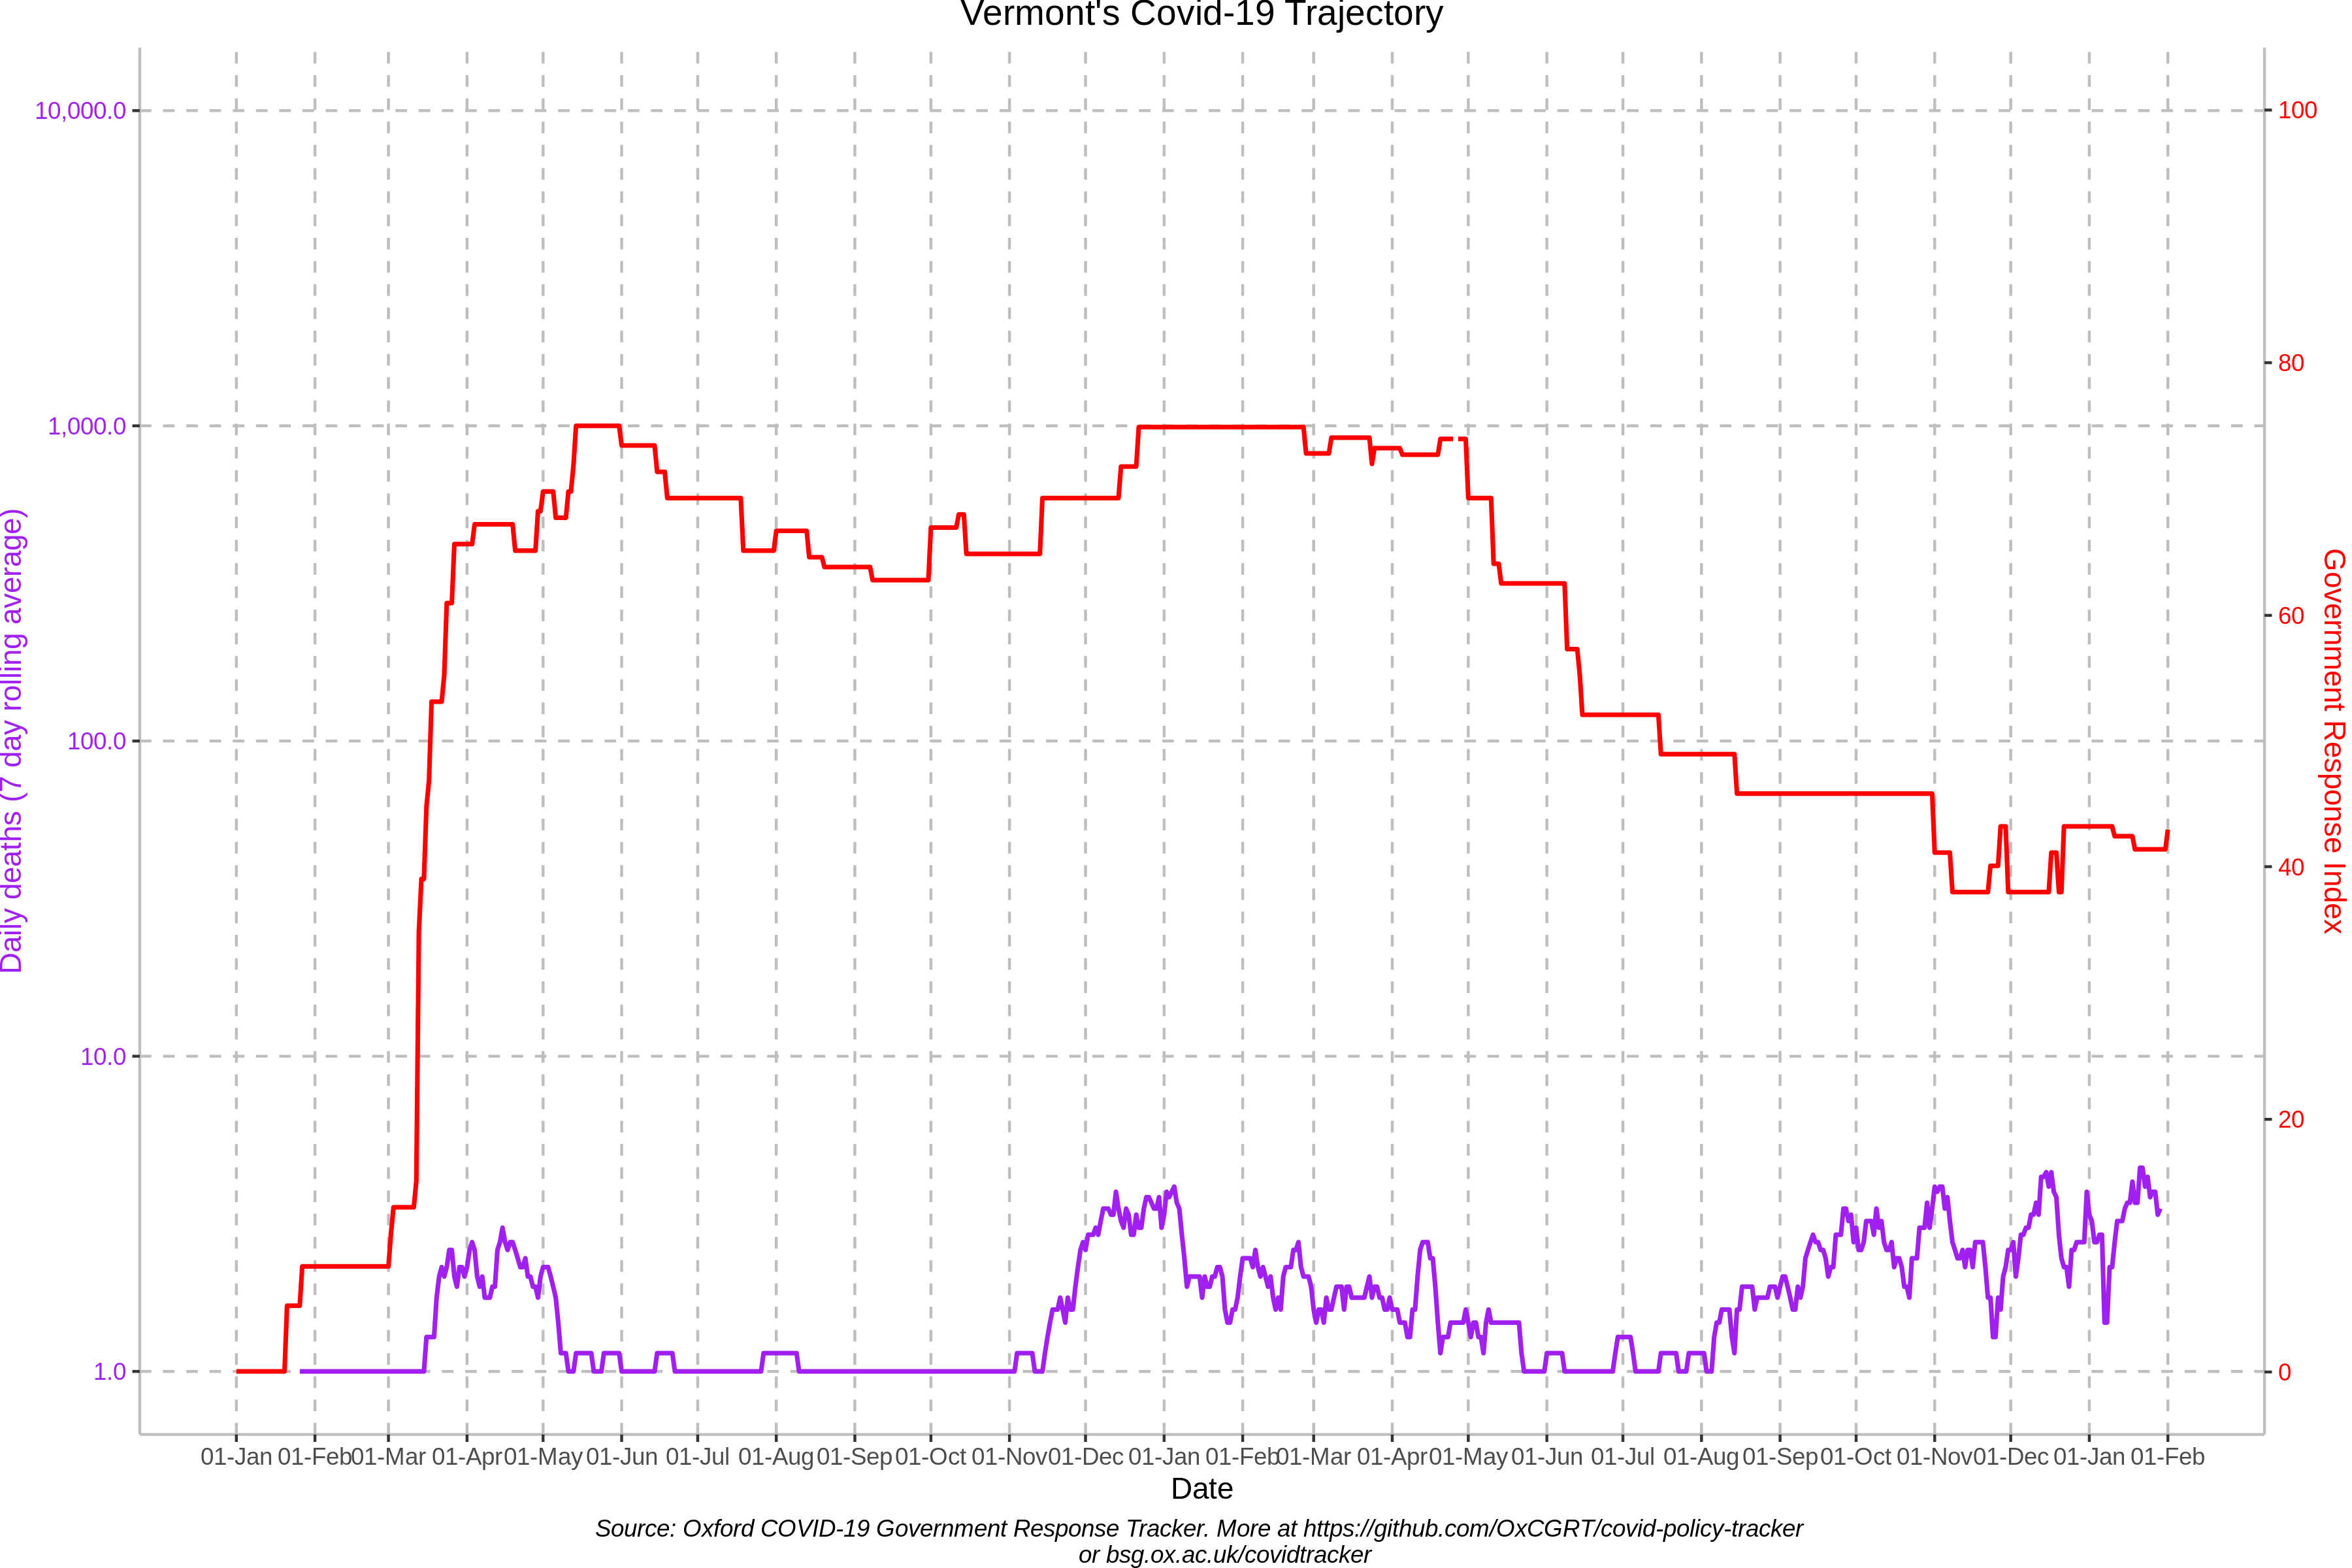 Vermont's Covid-19 Trajectory
10,000.0
1,000.0
100.0
10.0
1.0
Daily deaths (7 day rolling average)
100
80
60
40
20
0
Government Response Index
01-Jan 01-Feb 01-Mar 01-Apr 01-May 01-Jun 01-Jul 01-Aug 01-Sep 01-Oct 01-Nov 01-Dec 01-Jan 01-Feb 01-Mar 01-Apr 01-May 01-Jun 01-Jul 01-Aug 01-Sep 01-Oct 01-Nov 01-Dec 01-Jan 01-Feb
Date
Source: Oxford COVID-19 Government Response Tracker. More at https://github.com/OxCGRT/covid-policy-tracker
or bsg.ox.ac.uk/covidtracker